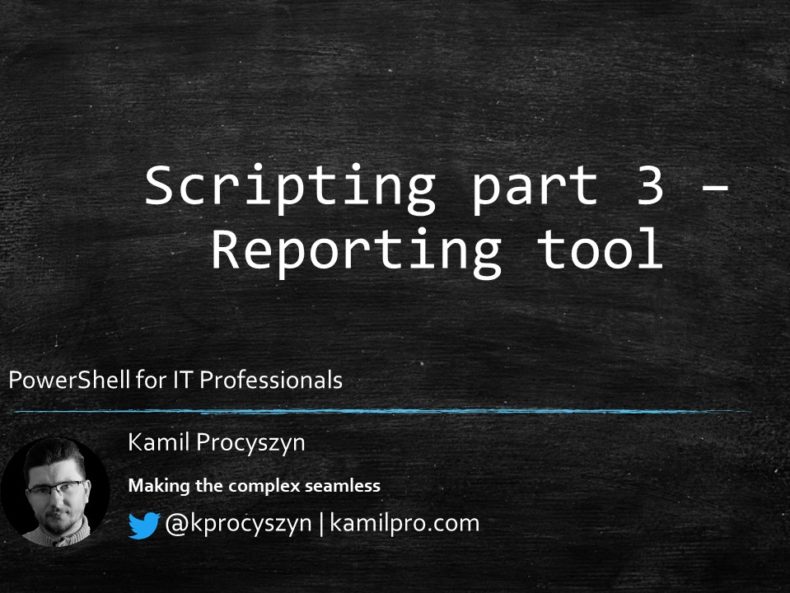 Scripting part 3 –
Reporting tool
PowerShell for IT Professionals
Kamil Procyszyn
Making the complex seamless
@kprocyszyn | kamilpro.com